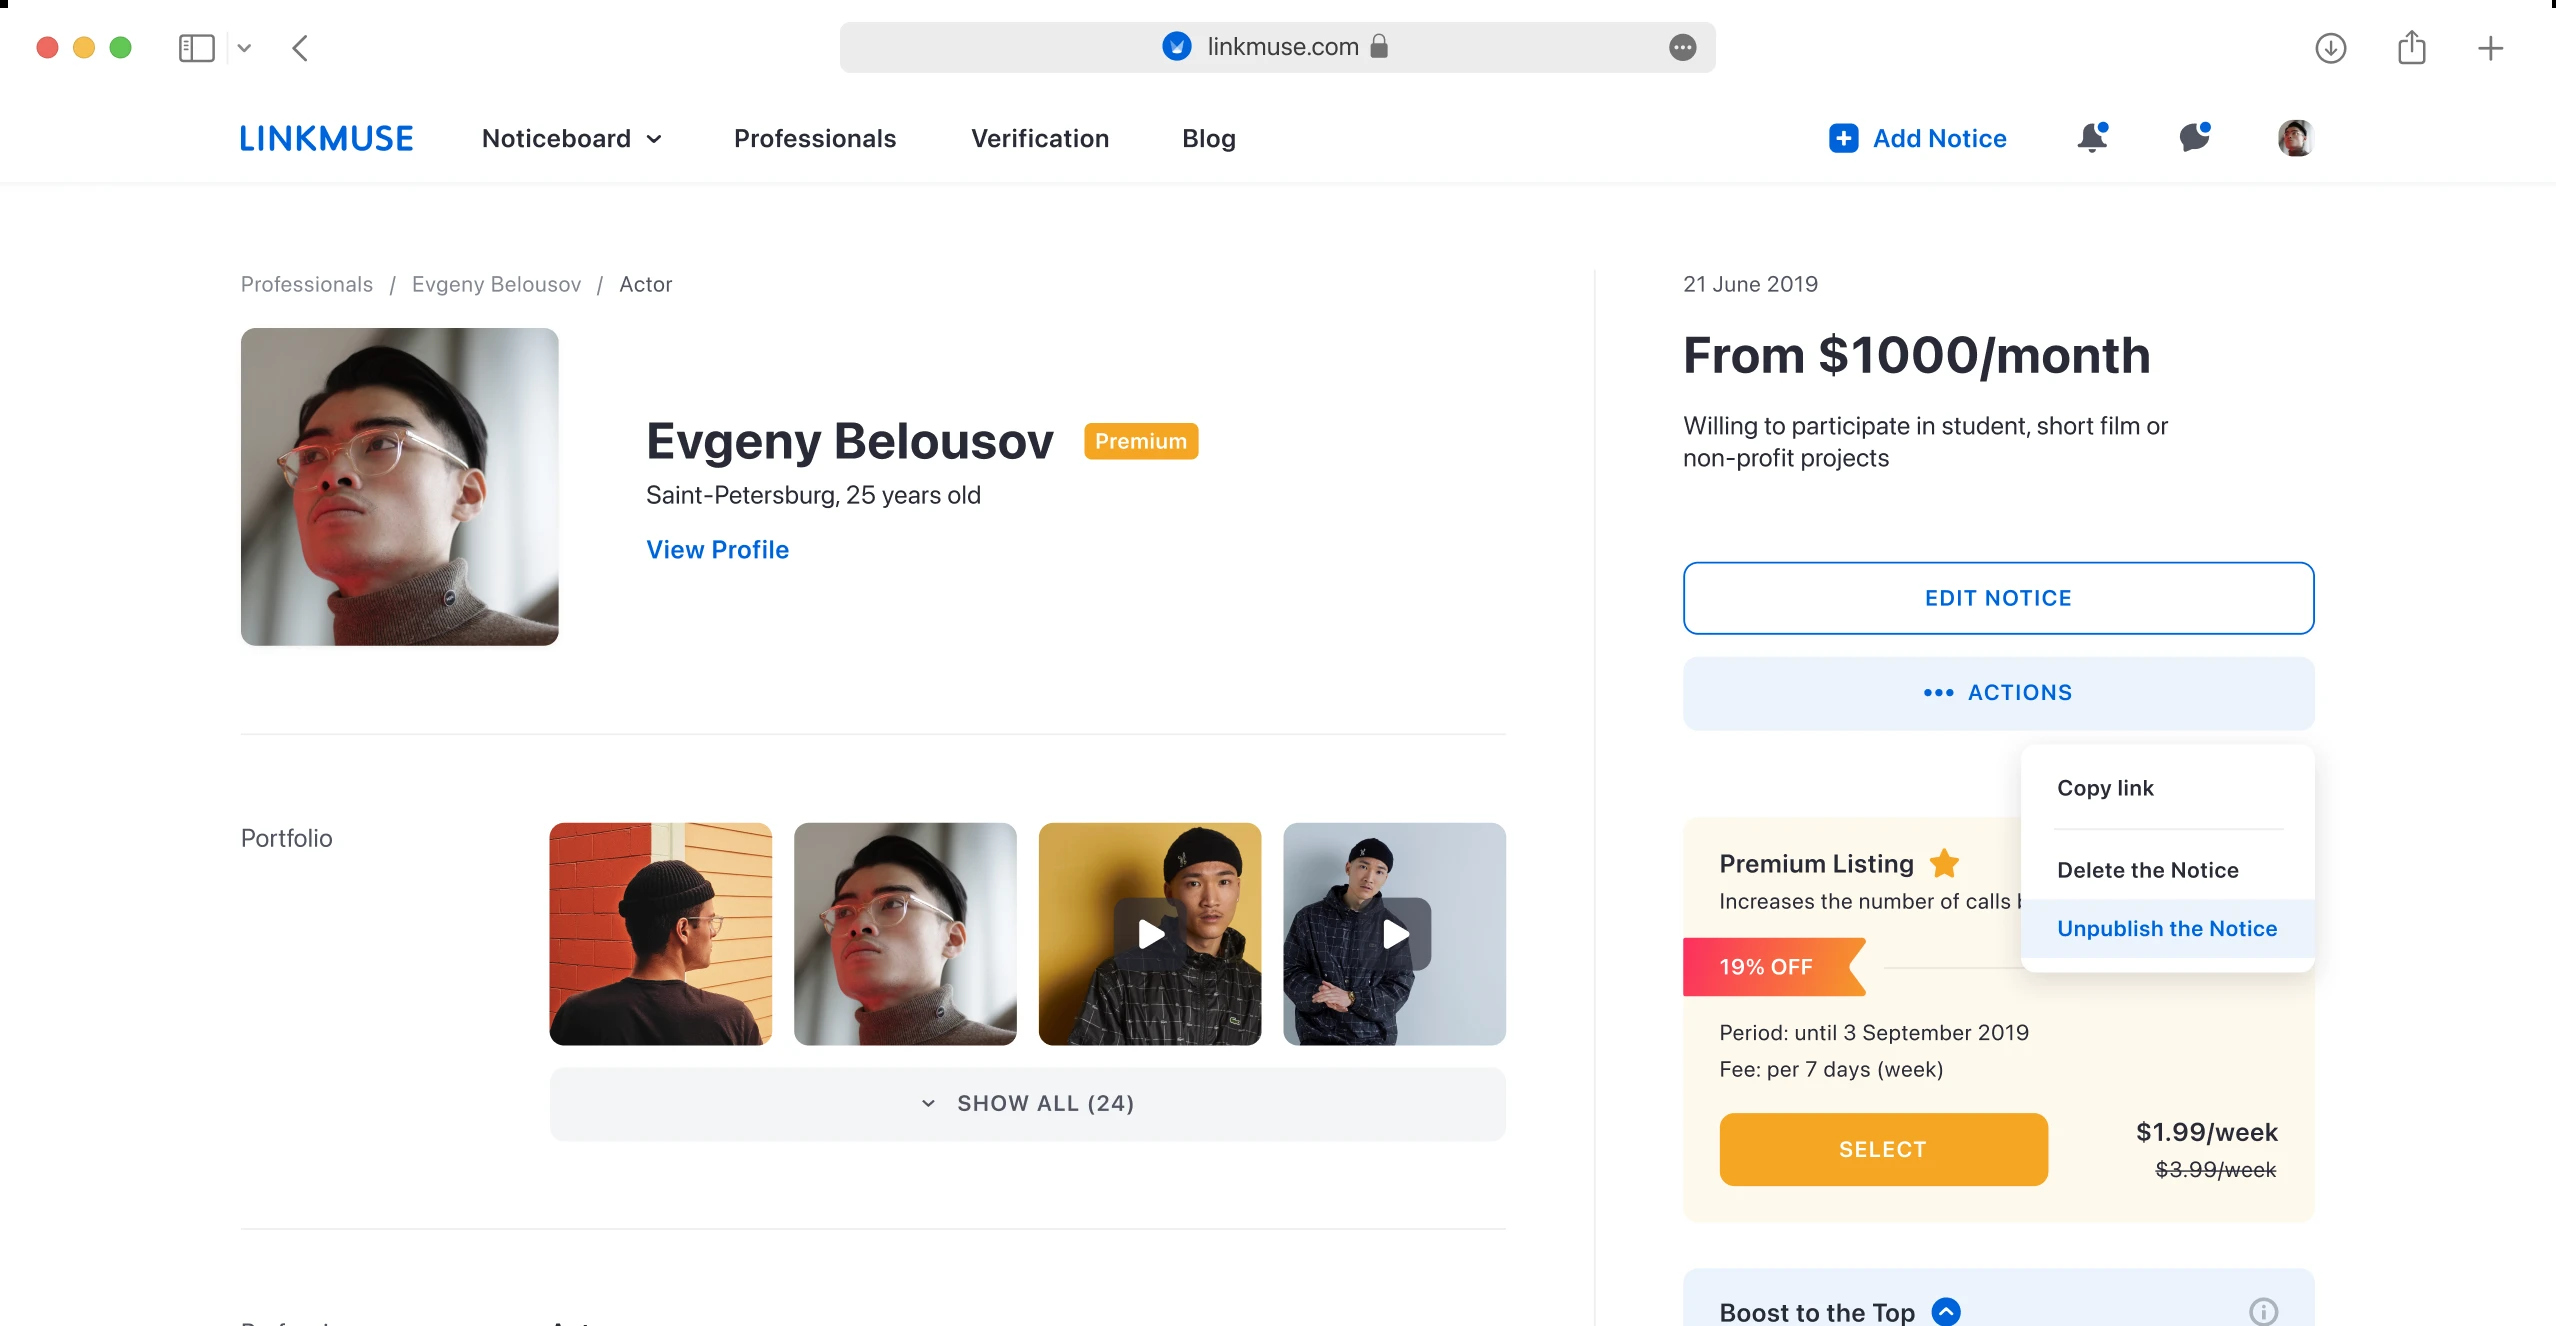 linkmuse.com
LINKMUSE
Noticeboard
Professionals
Verification
Blog
Add Notice
Professionals / Evgeny Belousov / Actor
Evgeny Belousov
Premium
Saint-Petersburg, 25 years old
View Profile
Portfolio
SHOW ALL (24)
21 June 2019
From $1000/month
Willing to participate in student, short film or
non-profit projects
EDIT NOTICE
ACTIONS
Copy link
Delete the Notice
Unpublish the Notice
Premium Listing
Increases the number of calls
19% OFF
Period: until 3 September 2019
Fee: per 7 days (week)
SELECT
$1.99/week
$3.99/week
Boost to the Top